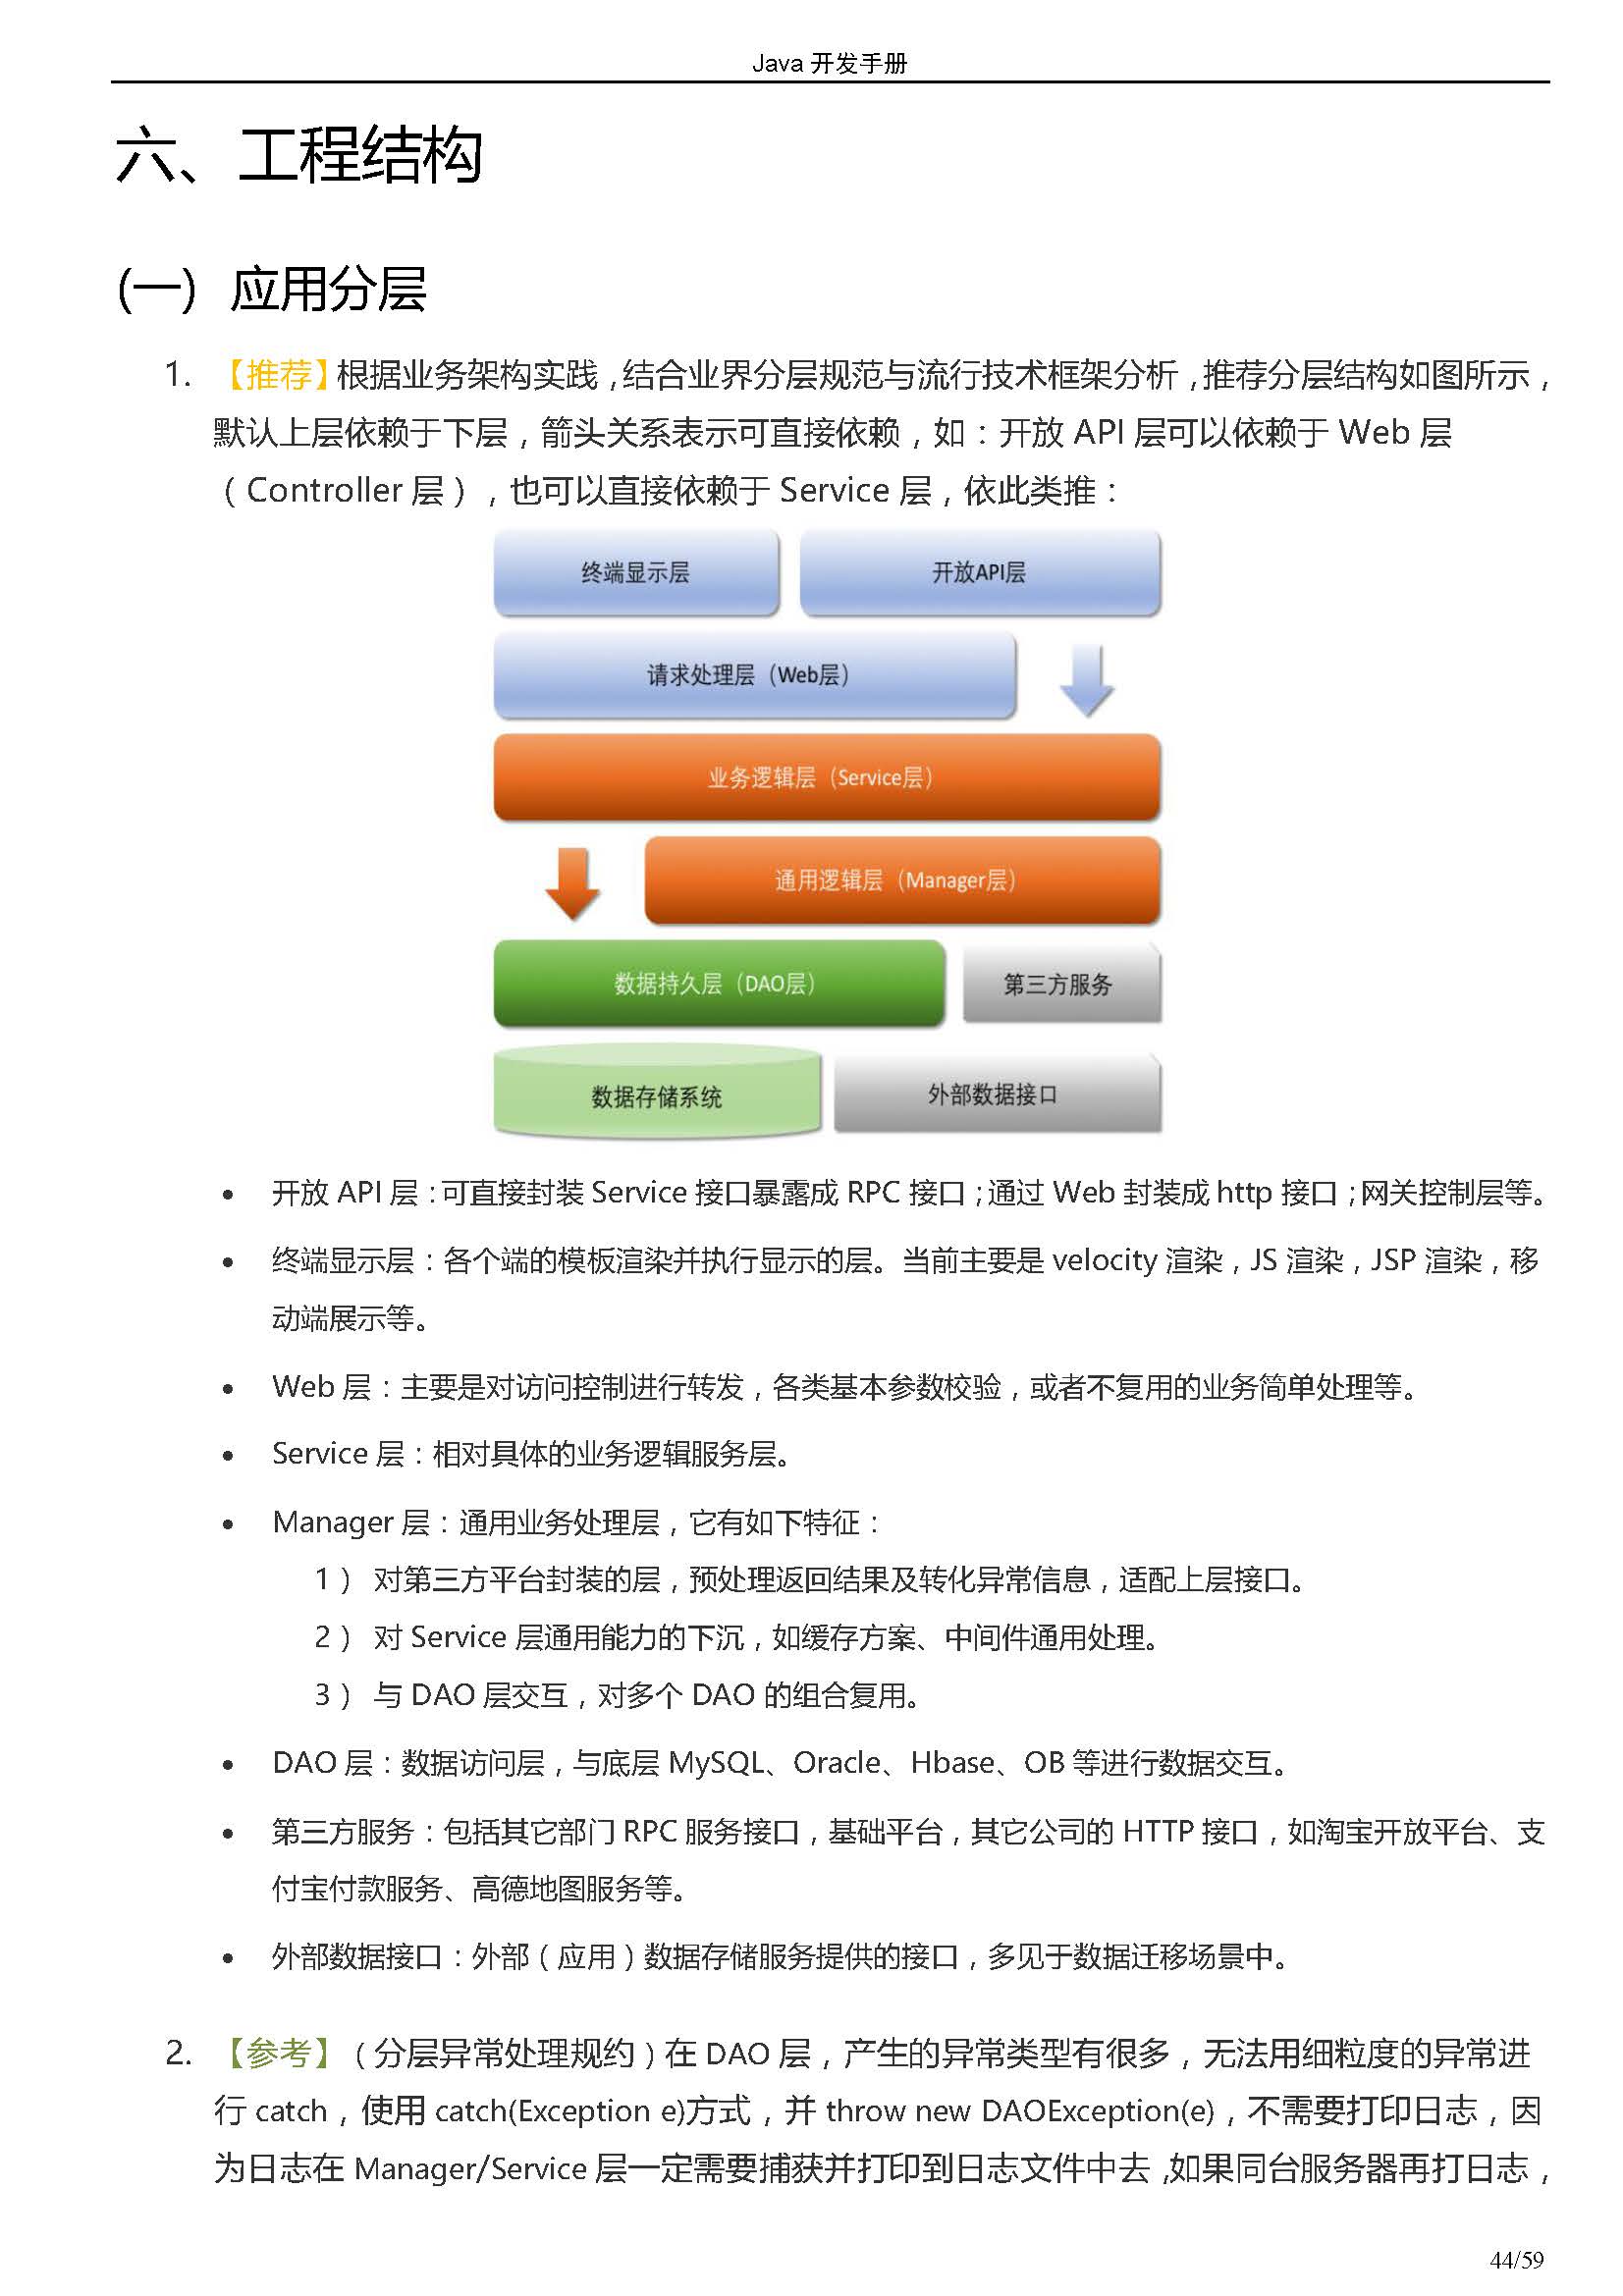 Java 开发手册
六、工程结构
(一) 应用分层
1. 【推荐】根据业务架构实践，结合业界分层规范与流行技术框架分析，推荐分层结构如图所示，
默认上层依赖于下层，箭头关系表示可直接依赖，如：开放 API 层可以依赖于 Web 层
（Controller 层），也可以直接依赖于 Service 层，依此类推：
终端显示层 开放API层
请求处理层（Web层）
业务逻辑层（Service层）
通用逻辑层（Manager层）
数据持久层（DAO层） 第三方服务
数据存储系统 外部数据接口
• 开放 API 层：可直接封装 Service 接口暴露成 RPC 接口；通过 Web 封装成 http 接口；网关控制层等。
• 终端显示层：各个端的模板渲染并执行显示的层。当前主要是 velocity 渲染，JS 渲染，JSP 渲染，移
动端展示等。
• Web 层：主要是对访问控制进行转发，各类基本参数校验，或者不复用的业务简单处理等。
• Service 层：相对具体的业务逻辑服务层。
• Manager 层：通用业务处理层，它有如下特征：
1） 对第三方平台封装的层，预处理返回结果及转化异常信息，适配上层接口。
2） 对 Service 层通用能力的下沉，如缓存方案、中间件通用处理。
3） 与 DAO 层交互，对多个 DAO 的组合复用。
• DAO 层：数据访问层，与底层 MySQL、Oracle、Hbase、OB 等进行数据交互。
• 第三方服务：包括其它部门 RPC 服务接口，基础平台，其它公司的 HTTP 接口，如淘宝开放平台、支
付宝付款服务、高德地图服务等。
• 外部数据接口：外部（应用）数据存储服务提供的接口，多见于数据迁移场景中。
2. 【参考】（分层异常处理规约）在 DAO 层，产生的异常类型有很多，无法用细粒度的异常进
行 catch，使用 catch(Exception e)方式，并 throw new DAOException(e)，不需要打印日志，因
为日志在 Manager/Service 层一定需要捕获并打印到日志文件中去，如果同台服务器再打日志，
44/59